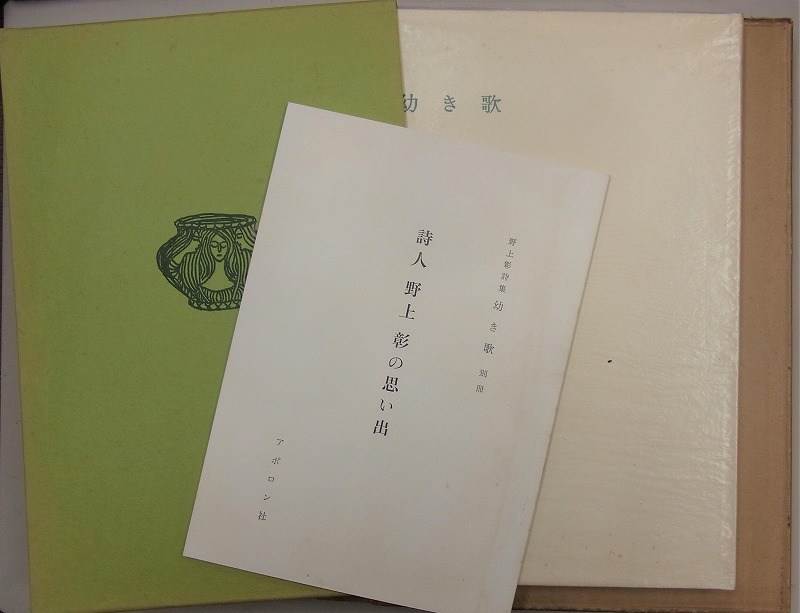 幼き歌
野上彰詩集 幼き歌 別冊
詩人 野上 彰の思い出
アポロン社